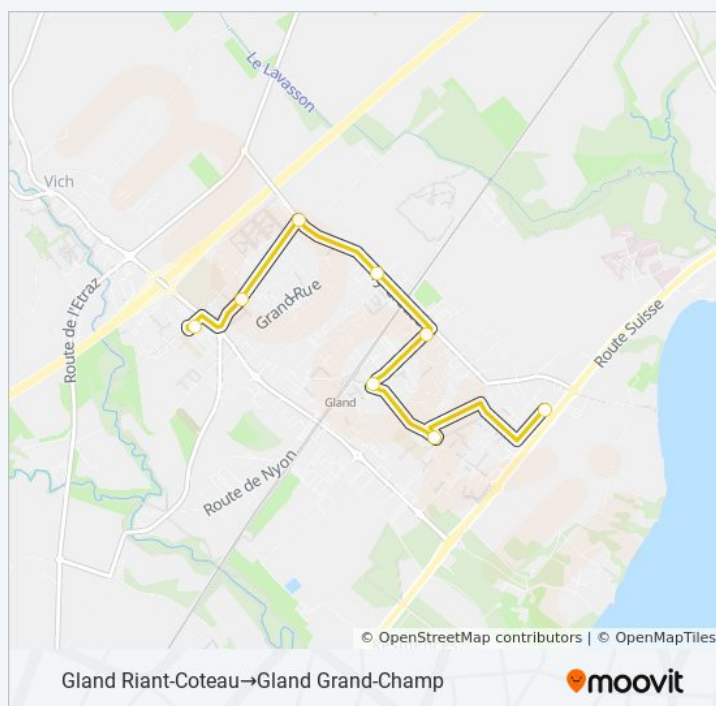 Le Lavasson
Vich
Route de l'Etraz
Grand-Rue
Route Suisse
Gland
Route de Nyon
© OpenStreetMap contributors | © OpenMapTiles
Gland Riant-Coteau→Gland Grand-Champ
moovit